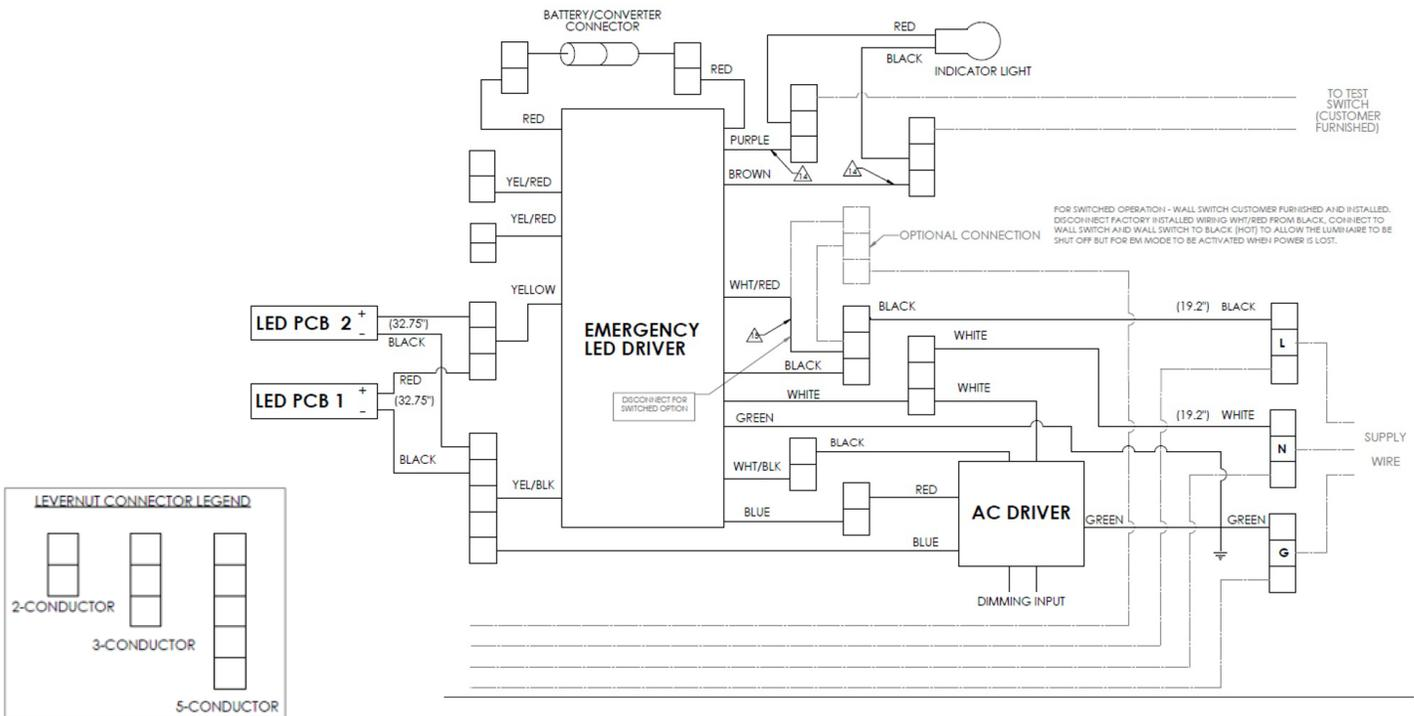 BATTERY/CONVERTER
CONNECTOR
RED
BLACK
INDICATOR LIGHT
RED
RED
TO TEST
SWITCH
(CUSTOMER
FURNISHED)
PURPLE
14
14
BROWN
YEL/RED
YEL/RED
FOR SWITCHED OPERATION - WALL SWITCH CUSTOMER FURNISHED AND INSTALLED.
DISCONNECT FACTORY INSTALLED WIRING WHT/RED FROM BLACK, CONNECT TO
WALL SWITCH AND WALL SWITCH TO BLACK (HOT) TO ALLOW THE LUMINAIRE TO BE
SHUT OFF BUT FOR EM MODE TO BE ACTIVATED WHEN POWER IS LOST.
OPTIONAL CONNECTION
YELLOW
WHT/RED
BLACK
(19.2") BLACK
LED PCB 2
+
-
(32.75")
BLACK
EMERGENCY
LED DRIVER
WHITE
L
BLACK
RED
LED PCB 1
+
-
(32.75")
DISCONNECT FOR
SWITCHED OPTION
WHITE
WHITE
(19.2") WHITE
GREEN
SUPPLY
WIRE
N
BLACK
BLACK
WHT/BLK
YEL/BLK
RED
BLUE
AC DRIVER
GREEN
GREEN
BLUE
G
DIMMING INPUT
LEVERNUT CONNECTOR LEGEND
2-CONDUCTOR
3-CONDUCTOR
5-CONDUCTOR